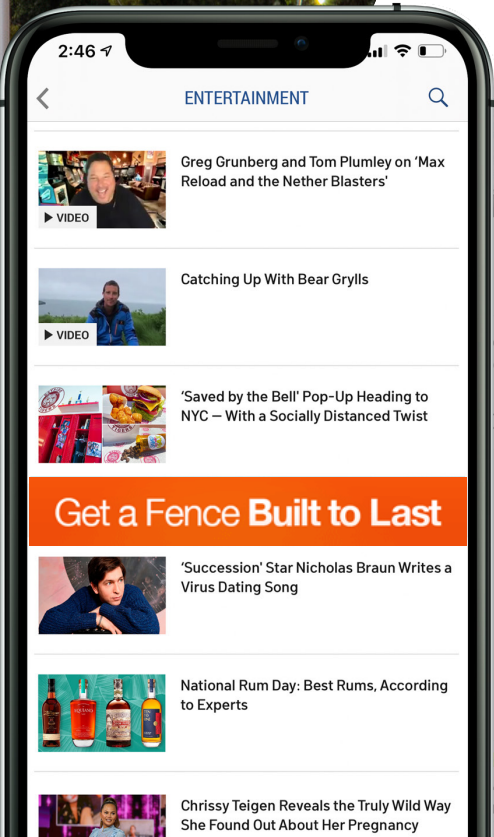 2:46
ENTERTAINMENT
Greg Grunberg and Tom Plumley on ‘Max
Reload and the Nether Blasters'
VIDEO
Catching Up With Bear Grylls
VIDEO
‘Saved by the Bell' Pop-Up Heading to
NYC — With a Socially Distanced Twist
Get a Fence Built to Last
‘Succession' Star Nicholas Braun Writes a
Virus Dating Song
National Rum Day: Best Rums, According
to Experts
Chrissy Teigen Reveals the Truly Wild Way
She Found Out About Her Pregnancy